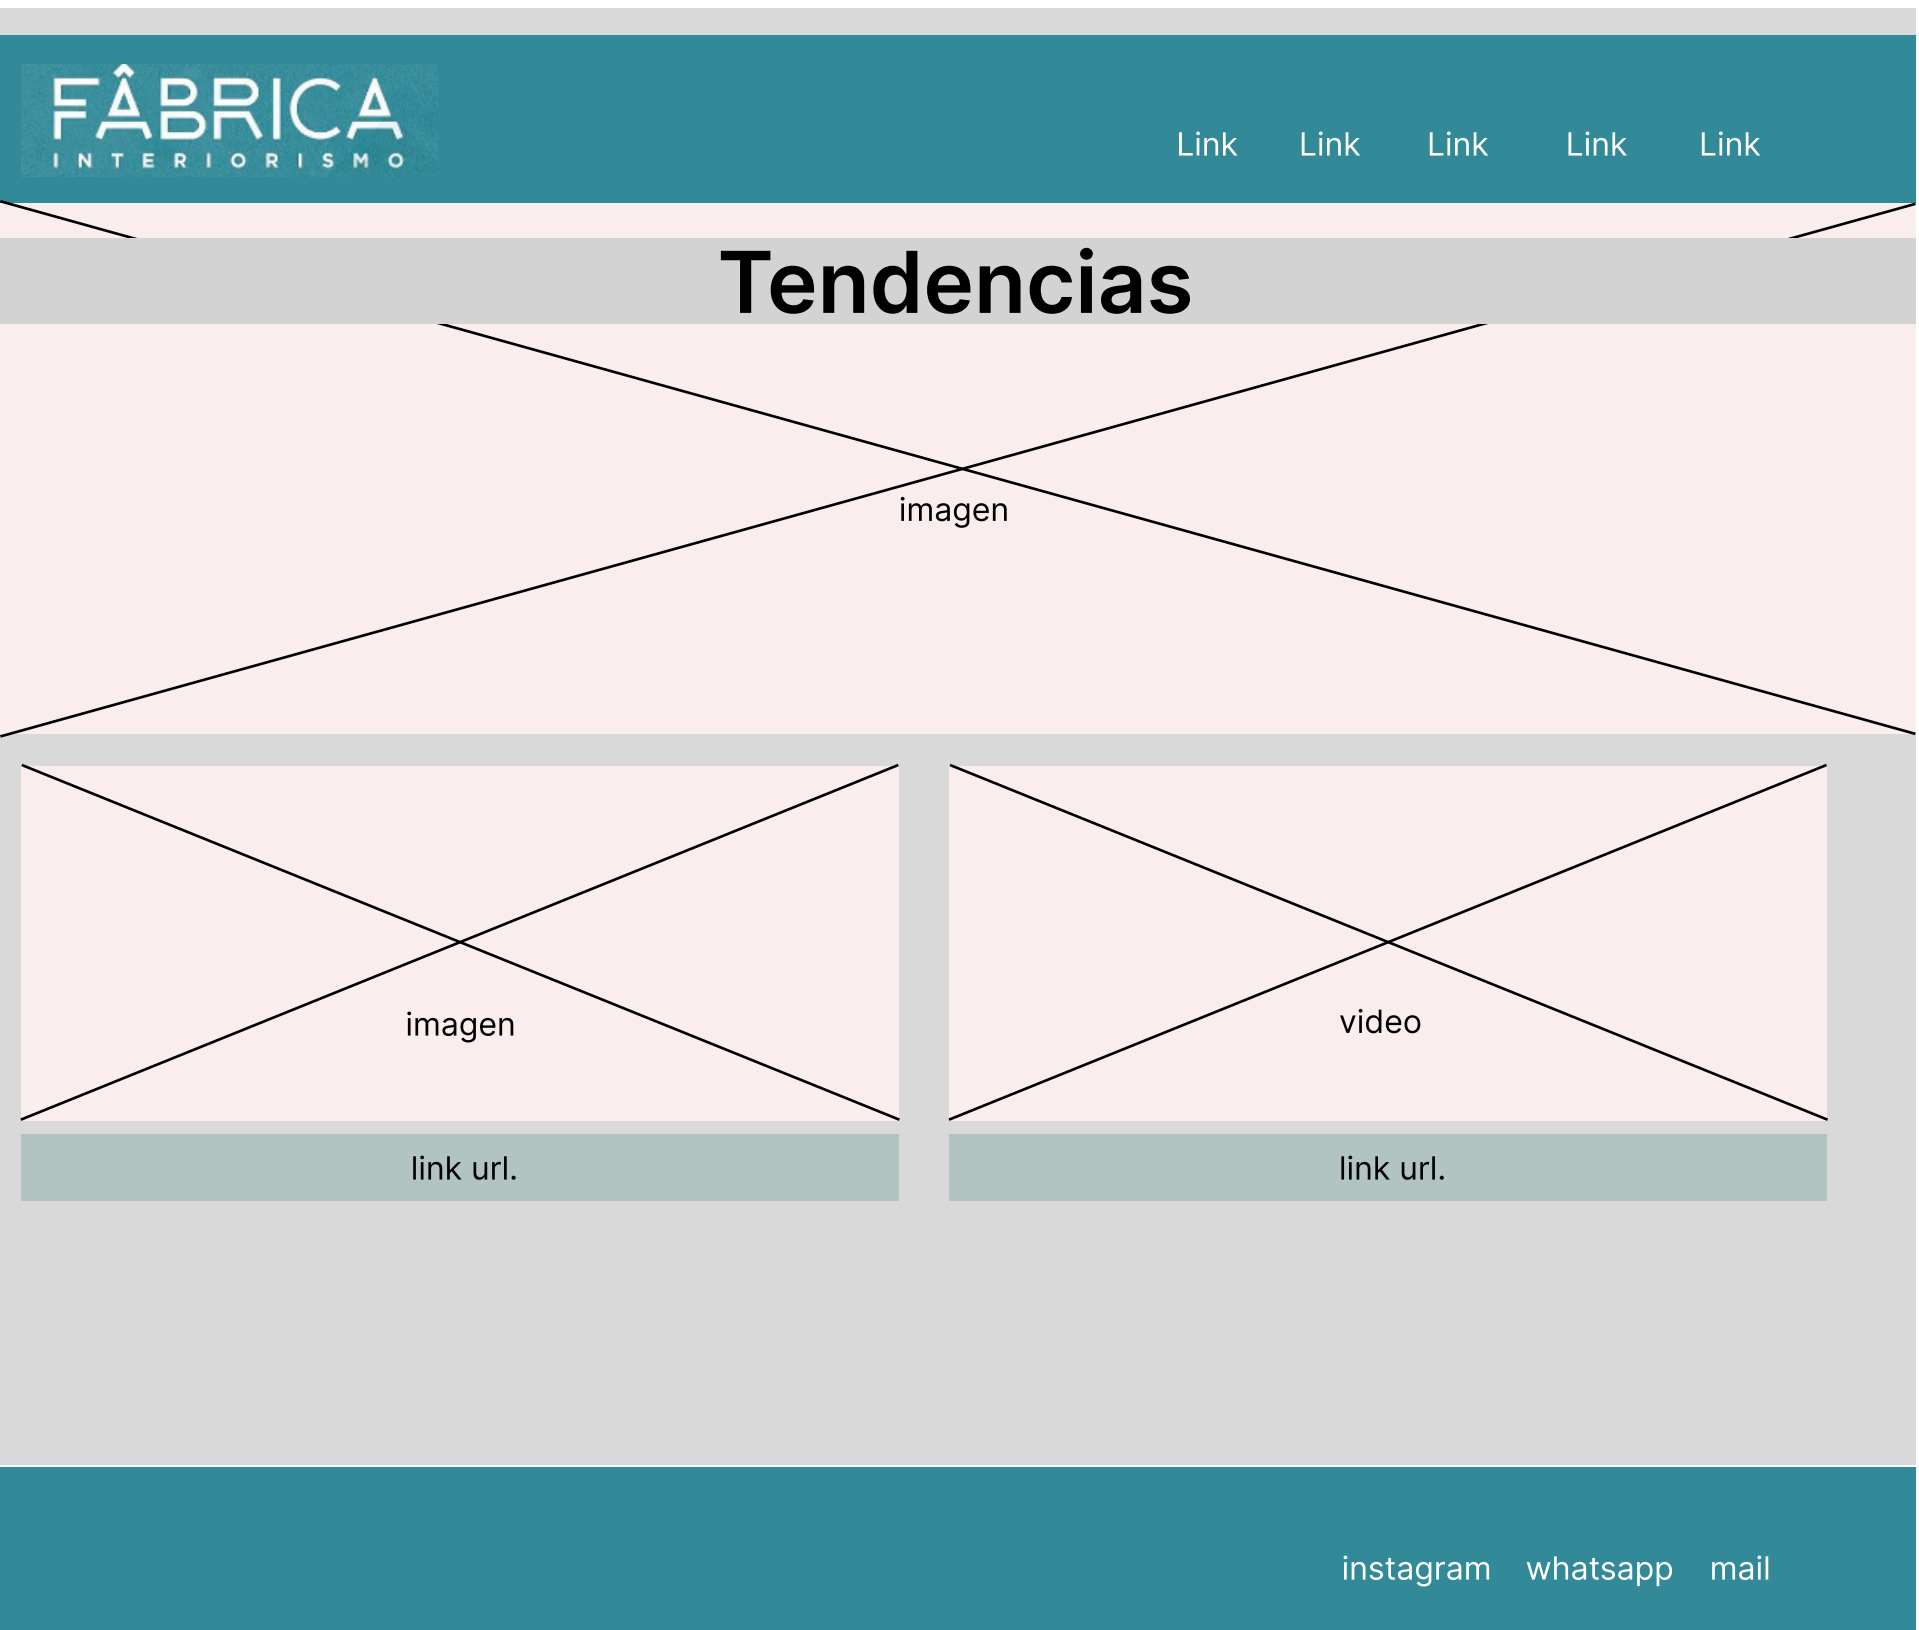 FÂBRICA
INTERIORISMO
Link Link Link Link Link
Tendencias
imagen
imagen
video
link url.
link url.
instagram whatsapp mail